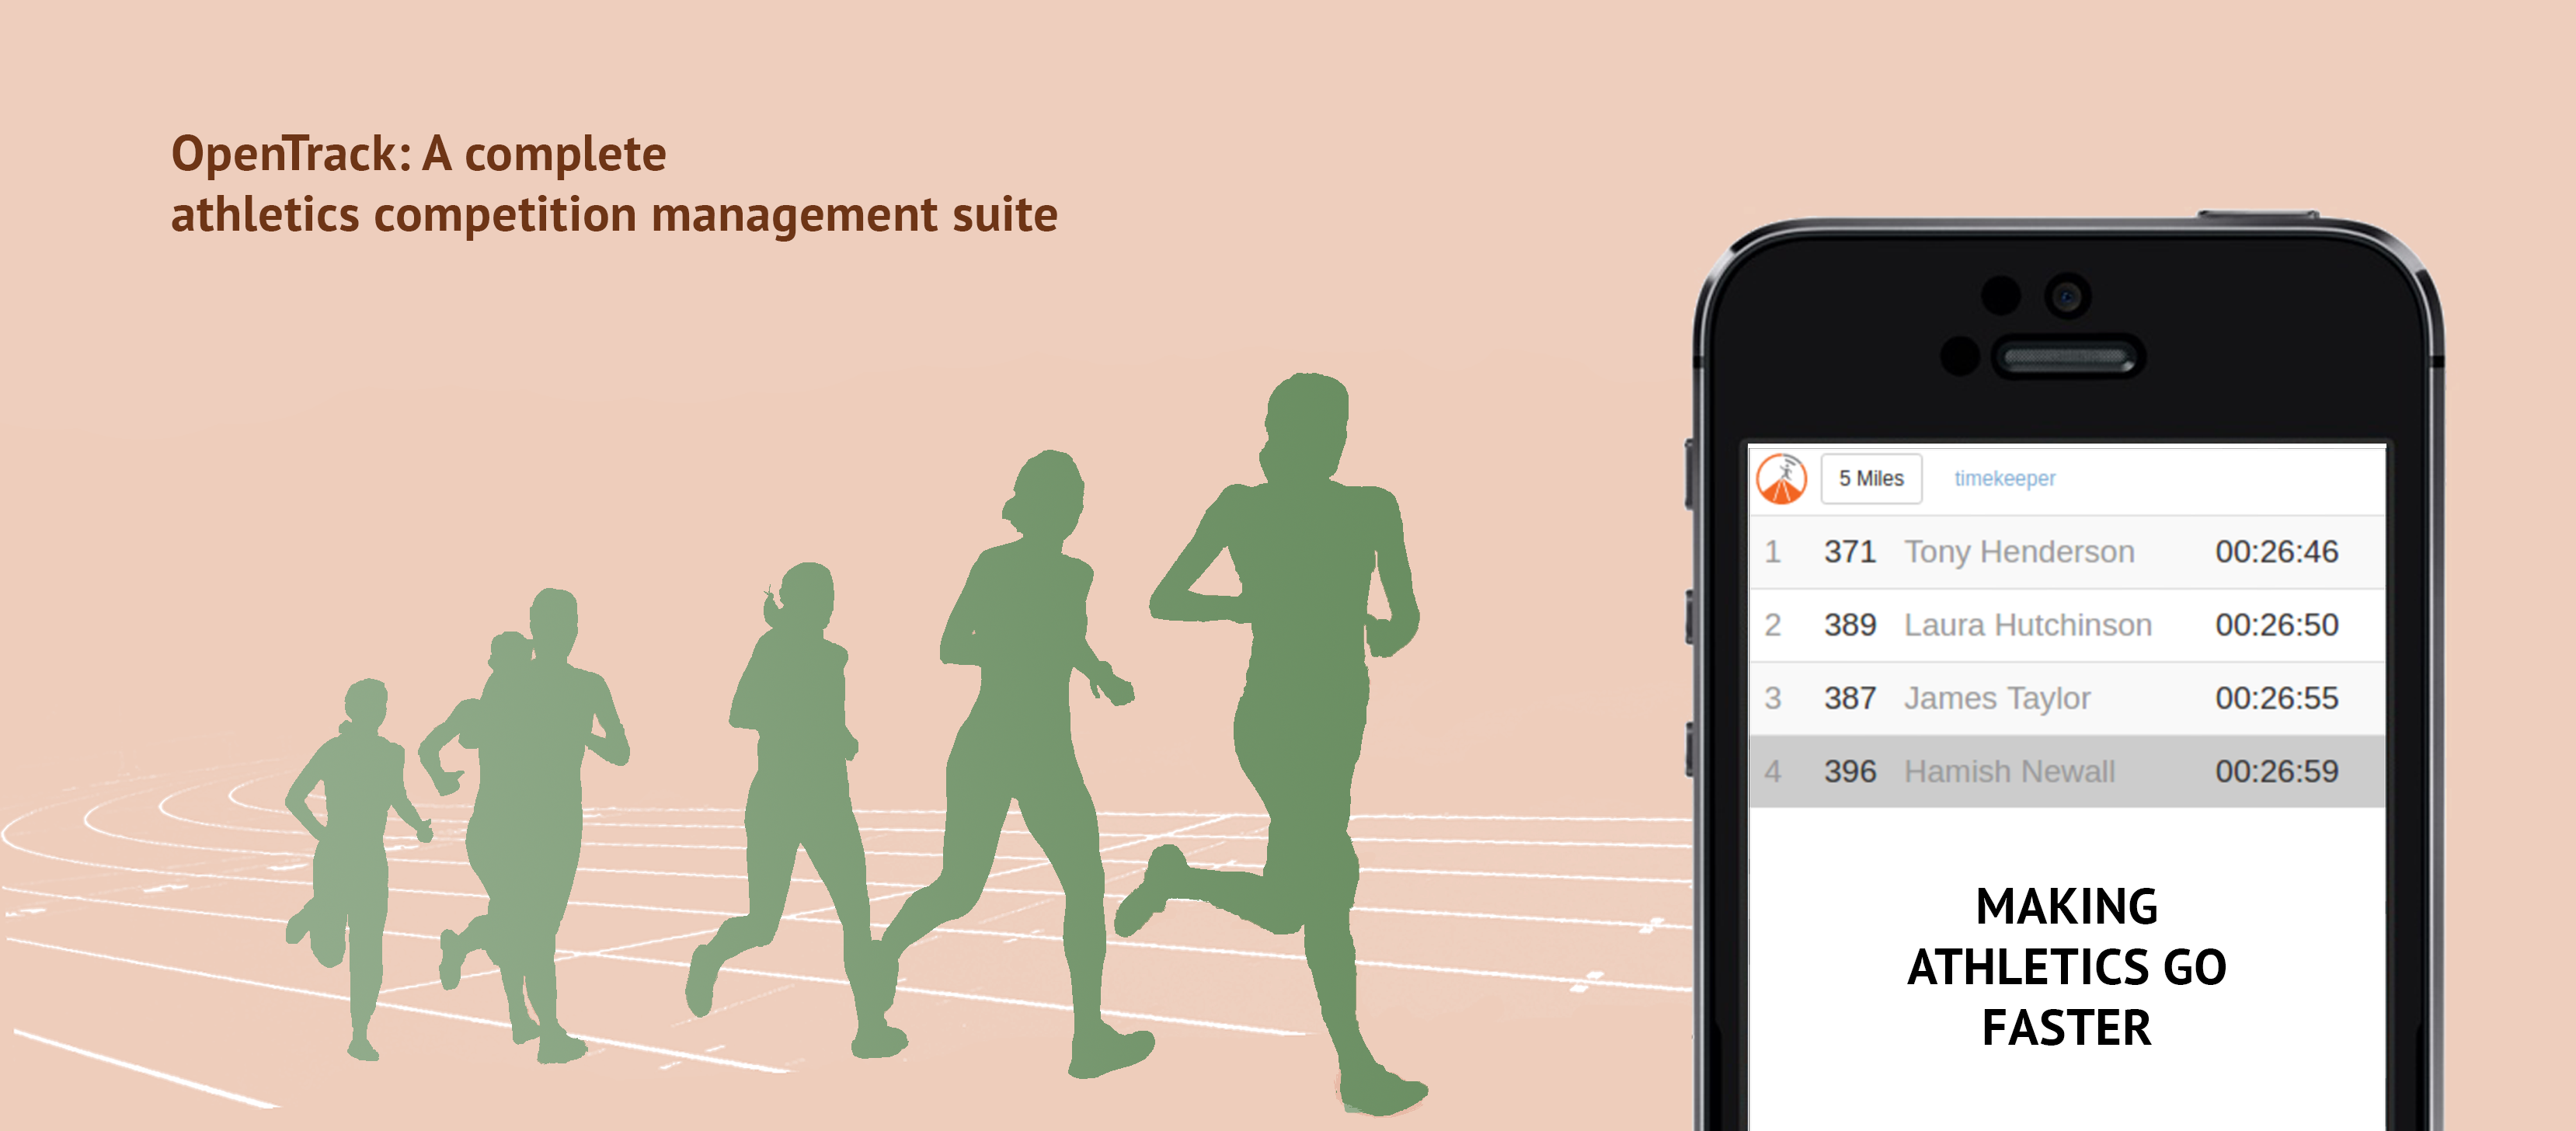 OpenTrack: A complete
athletics competition management suite
5 Miles timekeeper
1 371 Tony Henderson 00:26:46
2 389 Laura Hutchinson 00:26:50
3 387 James Taylor 00:26:55
4 396 Hamish Newall 00:26:59
MAKING
ATHLETICS GO
FASTER